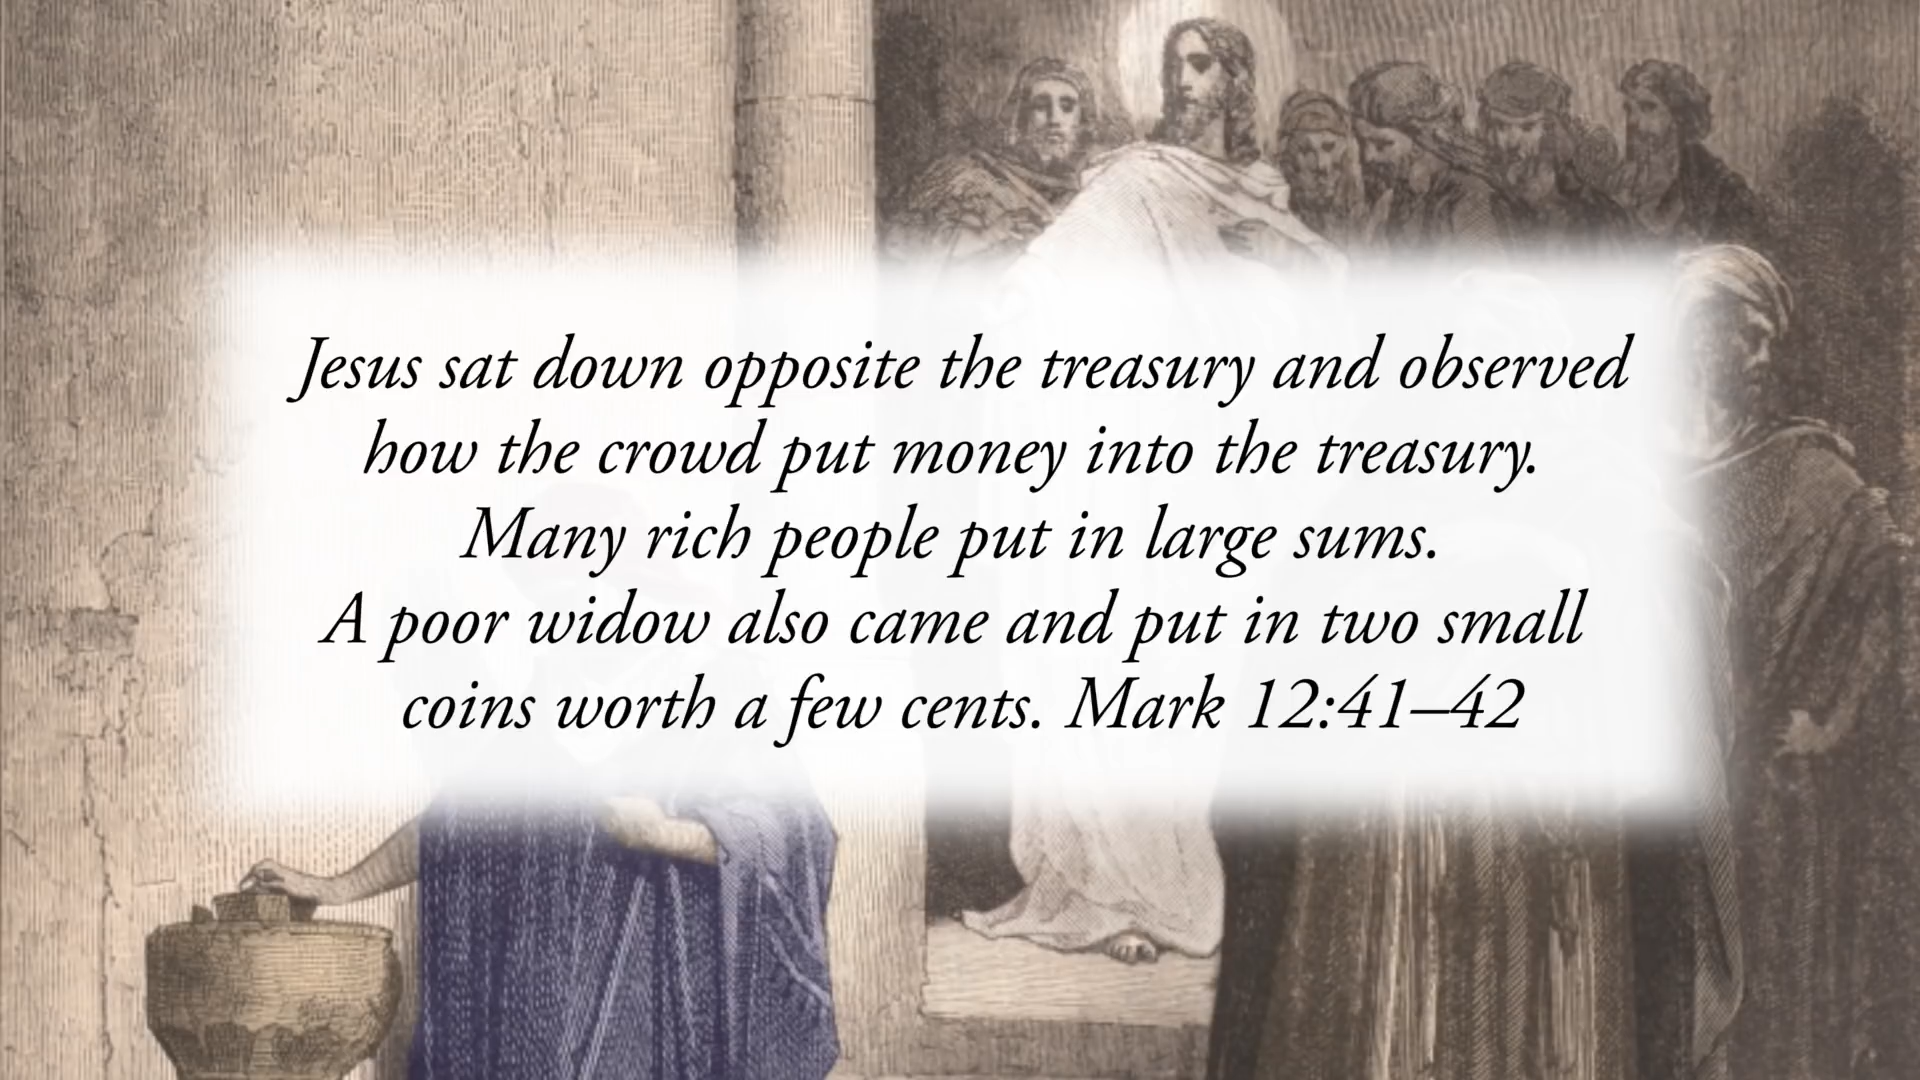 Jesus sat down opposite the treasury and observed
how the crowd put money into the treasury.
Many rich people put in large sums.
A poor widow also came and put in two small
coins worth a few cents. Mark 12:41–42